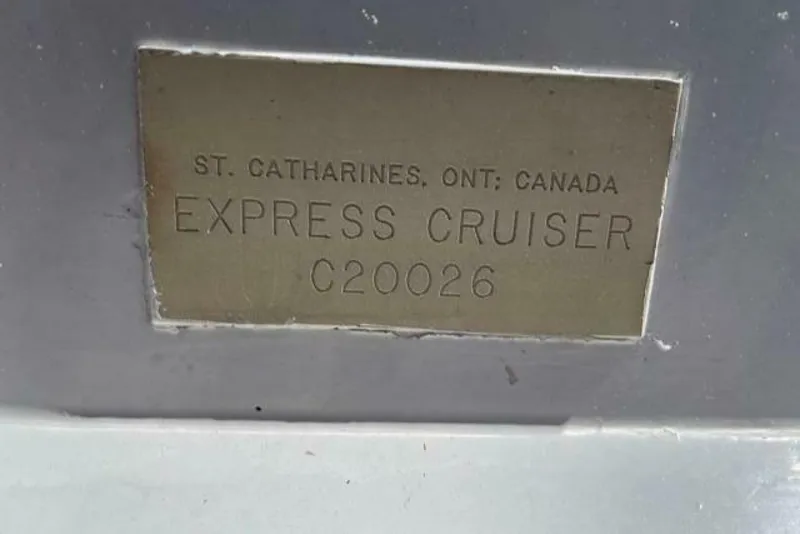 ST. CATHARINES, ONT; CANADA
EXPRESS CRUISER
C20026